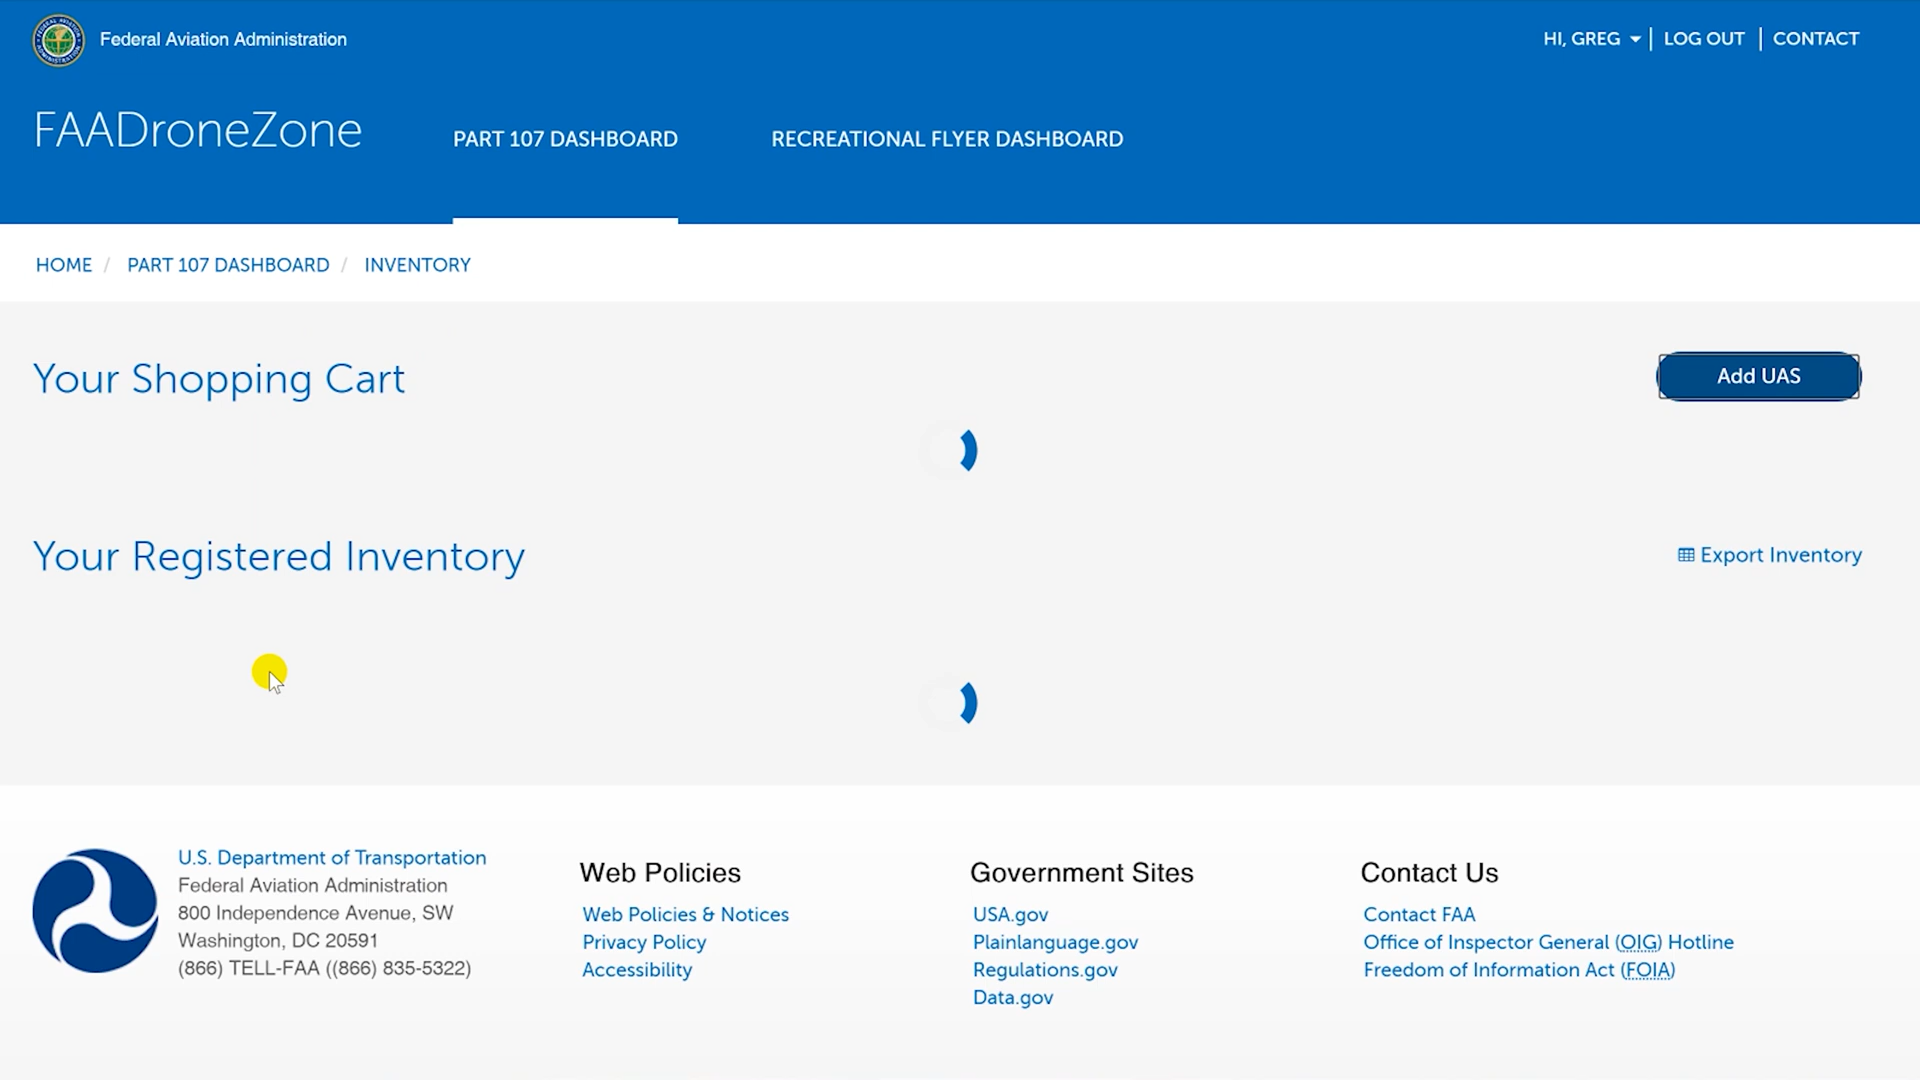 Federal Aviation Administration
HI, GREG
LOG OUT
CONTACT
FAADroneZone
PART 107 DASHBOARD
RECREATIONAL FLYER DASHBOARD
HOME / PART 107 DASHBOARD / INVENTORY
Your Shopping Cart
Add UAS
Your Registered Inventory
Export Inventory
U.S. Department of Transportation
Federal Aviation Administration
800 Independence Avenue, SW
Washington, DC 20591
(866) TELL-FAA ((866) 835-5322)
Web Policies
Web Policies & Notices
Privacy Policy
Accessibility
Government Sites
USA.gov
Plainlanguage.gov
Regulations.gov
Data.gov
Contact Us
Contact FAA
Office of Inspector General (OIG) Hotline
Freedom of Information Act (FOIA)